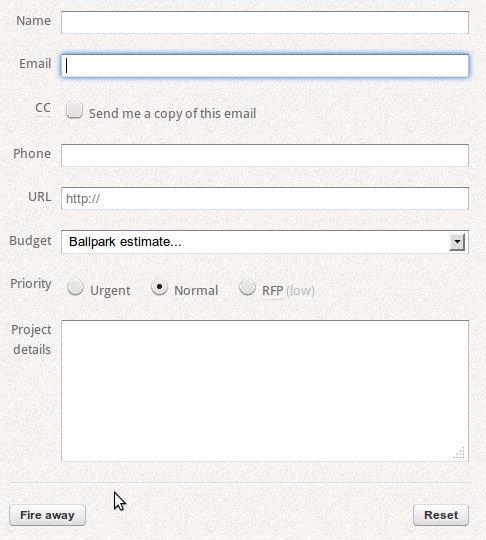 Name
Email
CC Send me a copy of this email
Phone
URL http://
Budget Ballpark estimate...
Priority Urgent Normal RFP (low)
Project
details
Fire away Reset